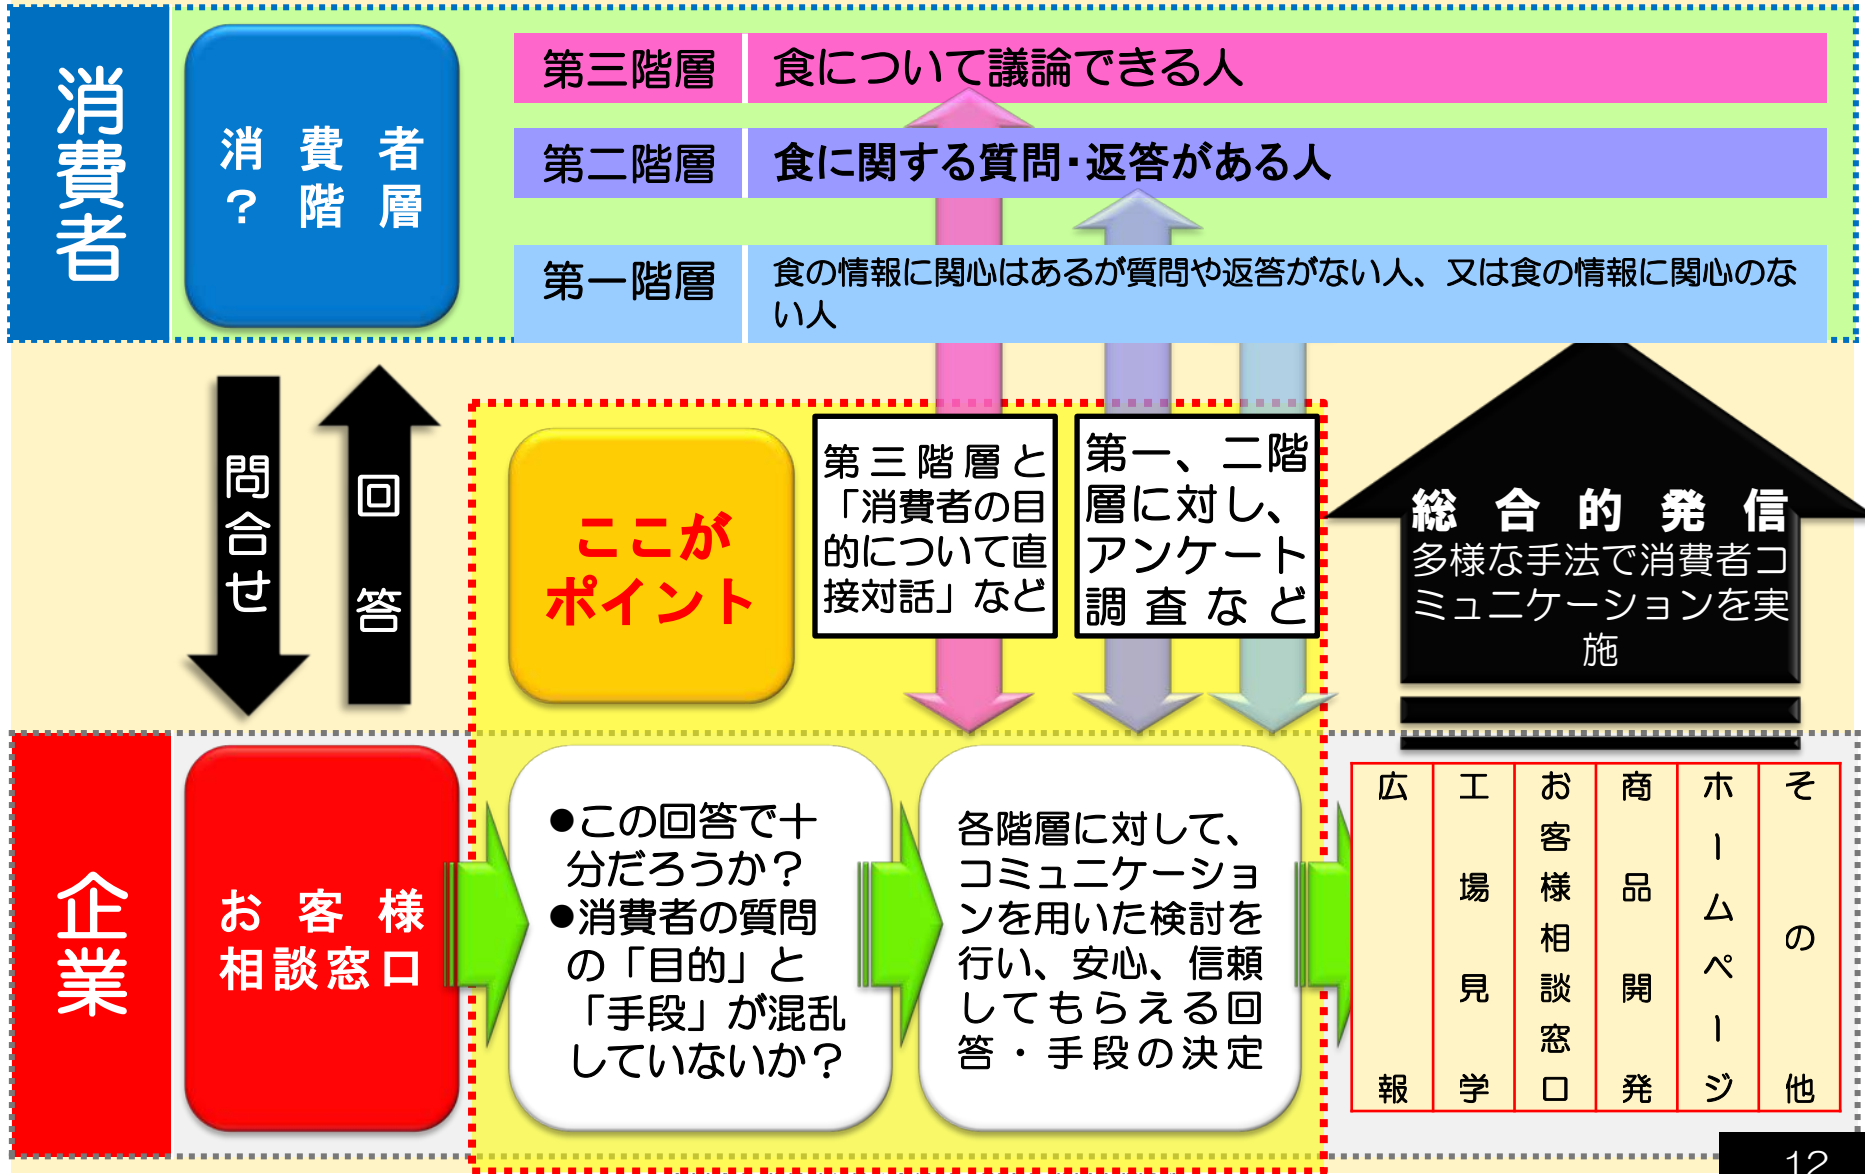 消費者
消費者
?階層
第三階層
食について議論できる人
第二階層
食に関する質問・返答がある人
第一階層
食の情報に関心はあるが質問や返答がない人、又は食の情報に関心のな
い人
問合せ
回答
ここが
ポイント
第三階層と
「消費者の目
的について直
接対話」など
第一、二階
層に対し、
アンケート
調査など
総合的発信
多様な手法で消費者コ
ミュニケーションを実
施
企業
お客様
相談窓口
●この回答で十
分だろうか？
●消費者の質問
の「目的」と
「手段」が混乱
していないか？
各階層に対して、
コミュニケーショ
ンを用いた検討を
行い、安心、信頼
してもらえる回
答・手段の決定
広報
工場見学
お客様相談窓口
商品開発
ホームページ
その他
12